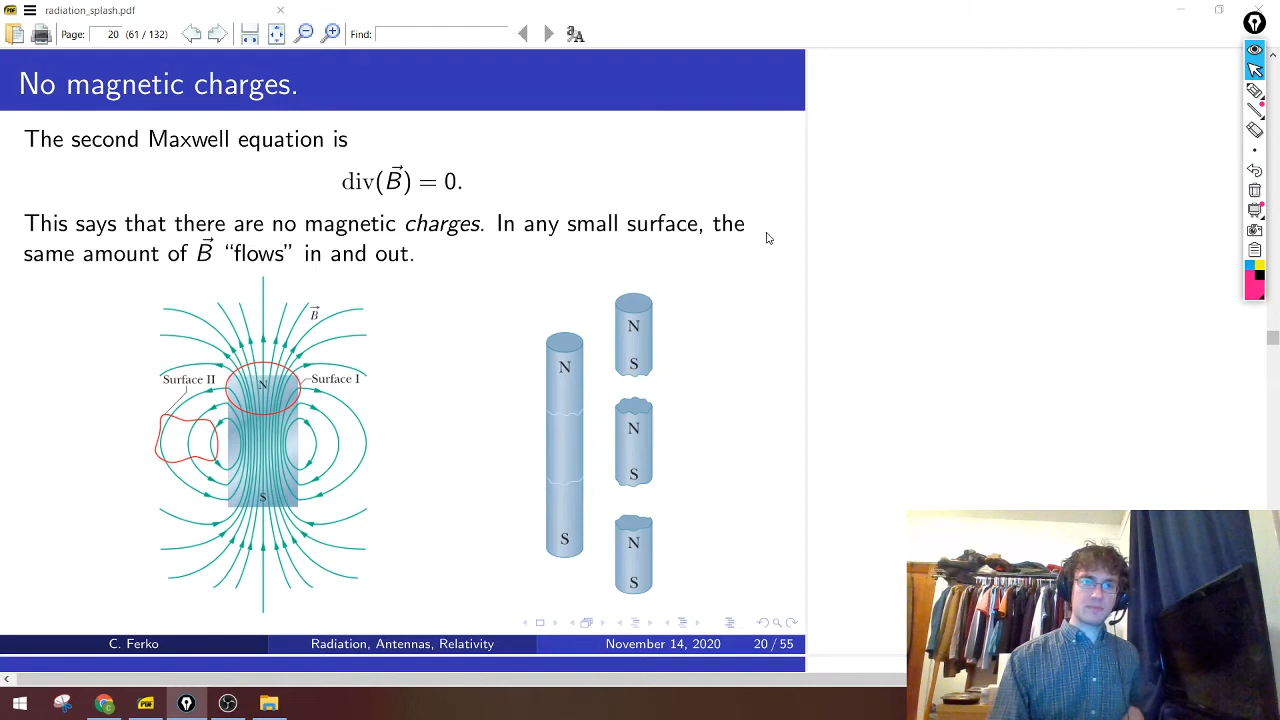 radiation_splash.pdf
Page: 20 (61 / 132) Find:
No magnetic charges.
The second Maxwell equation is
div(B⃗) = 0.
This says that there are no magnetic charges. In any small surface, the
same amount of B⃗ “flows” in and out.
B⃗
Surface II
N
Surface I
S
N
S
N
S
N
S
N
S
C. Ferko
Radiation, Antennas, Relativity
November 14, 2020
20 / 55